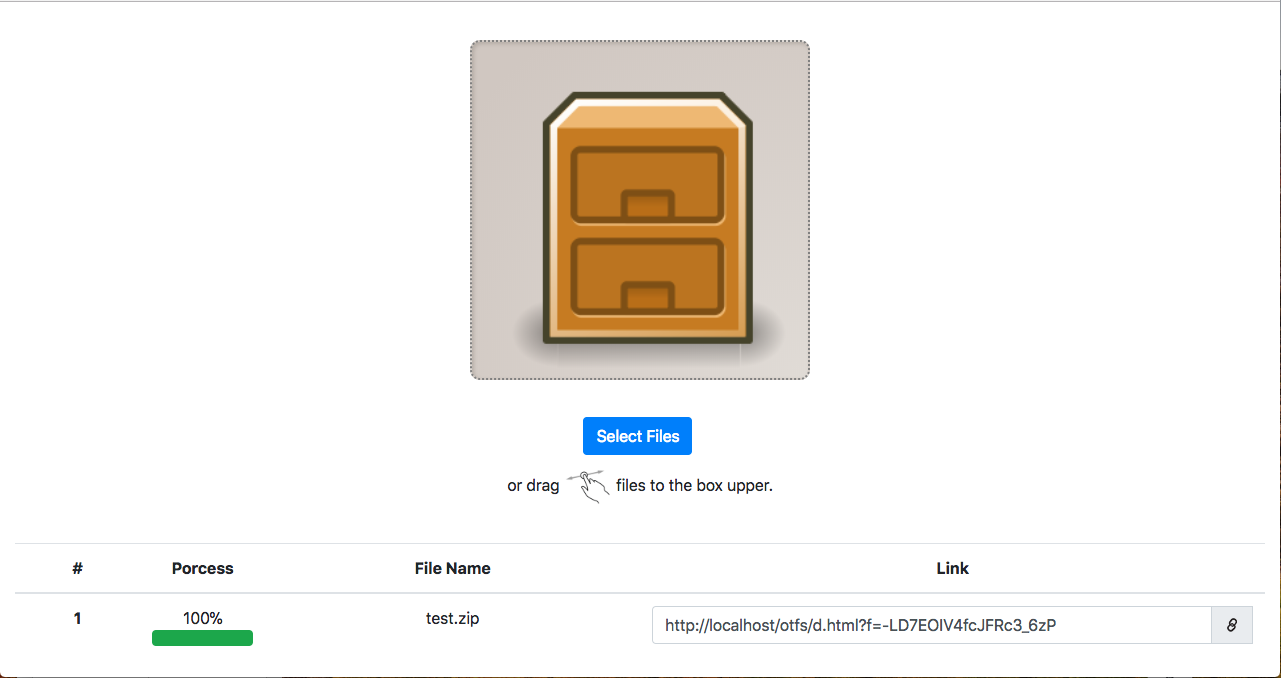 Select Files
or drag files to the box upper.
# Porcess File Name Link
1 100% test.zip http://localhost/otfs/d.html?f=-LD7EOIV4fcJFRc3_6zP